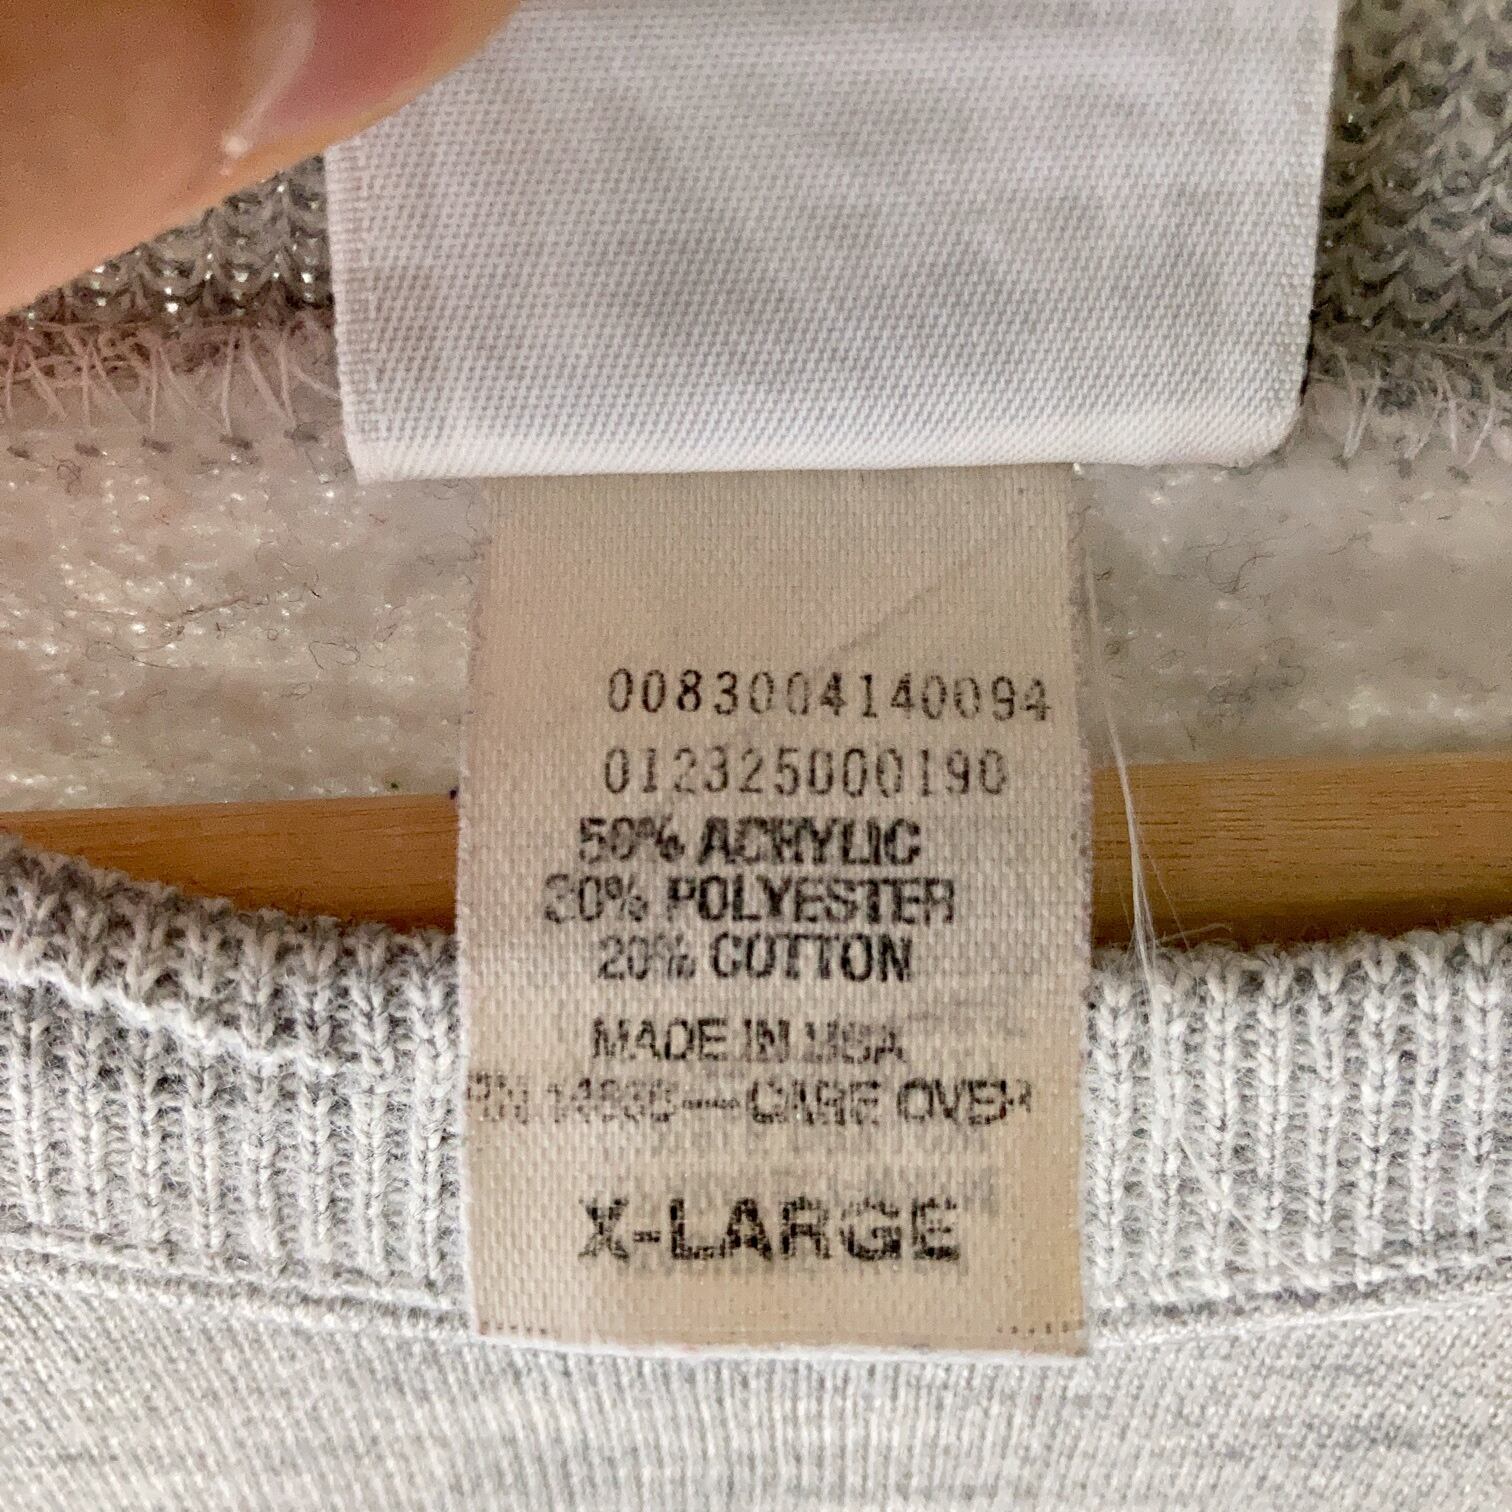 0083004140094
012325000190
50% ACRYLIC
30% POLYESTER
20% COTTON
MADE IN USA
CARE OVER
X-LARGE